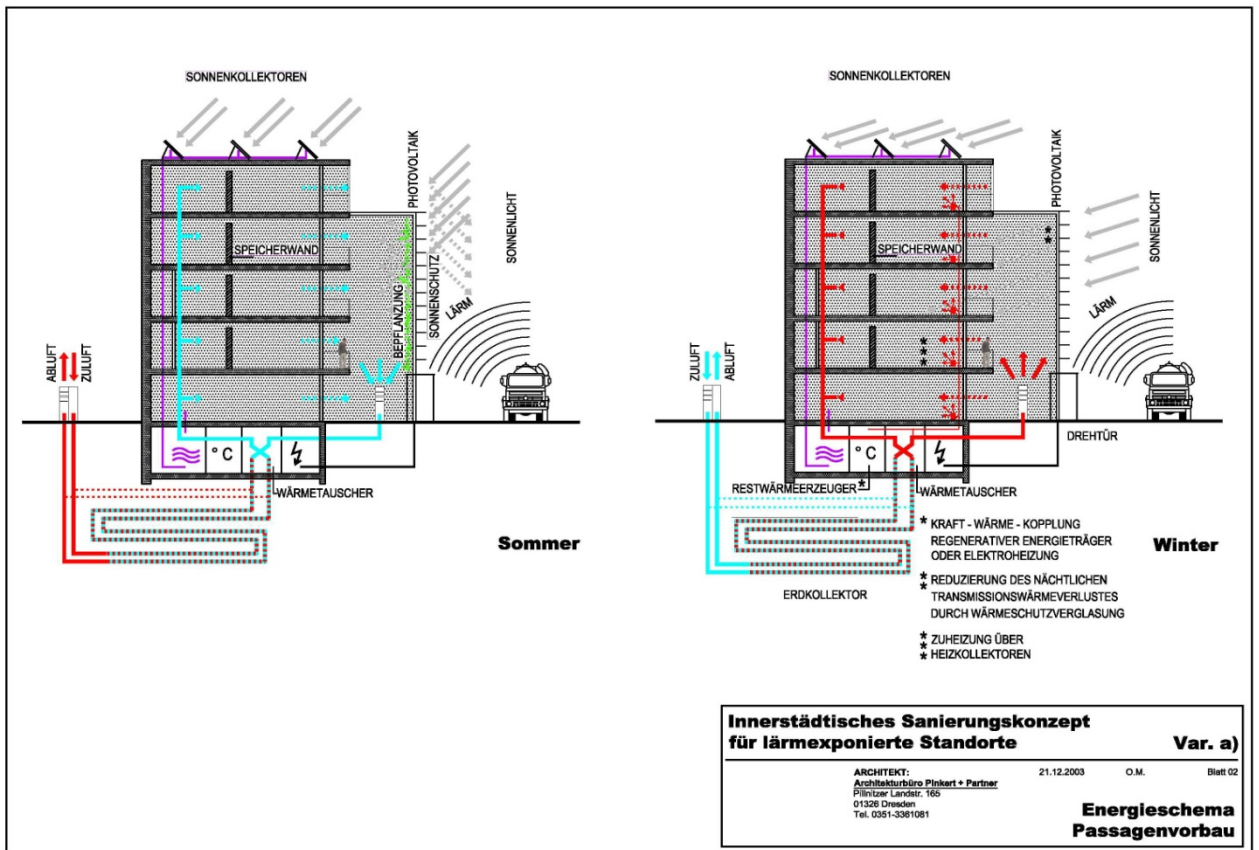 SONNENKOLLEKTOREN
PHOTOVOLTAIK
SONNENLICHT
SPEICHERWAND
BEPFLANZUNG
SONNENSCHUTZ
LÄRM
ABLUFT
ZULUFT
° C
WÄRMETAUSCHER
Sommer
SONNENKOLLEKTOREN
PHOTOVOLTAIK
SONNENLICHT
* *
SPEICHERWAND
LÄRM
* * *
ZULUFT
ABLUFT
DREHTÜR
° C
RESTWÄRMEERZEUGER *
WÄRMETAUSCHER
ERDKOLLEKTOR
* KRAFT - WÄRME - KOPPLUNG
REGENERATIVER ENERGIETRÄGER
ODER ELEKTROHEIZUNG
Winter
* REDUZIERUNG DES NÄCHTLICHEN
* TRANSMISSIONSWÄRMEVERLUSTES
DURCH WÄRMESCHUTZVERGLASUNG
*
* ZUHEIZUNG ÜBER
* HEIZKOLLEKTOREN
Innerstädtisches Sanierungskonzept
für lärmexponierte Standorte Var. a)
ARCHITEKT: 21.12.2003 O.M. Blatt 02
Architekturbüro Pinkert + Partner
Pillnitzer Landstr. 165
01326 Dresden
Tel. 0351-3361081
Energieschema
Passagenvorbau